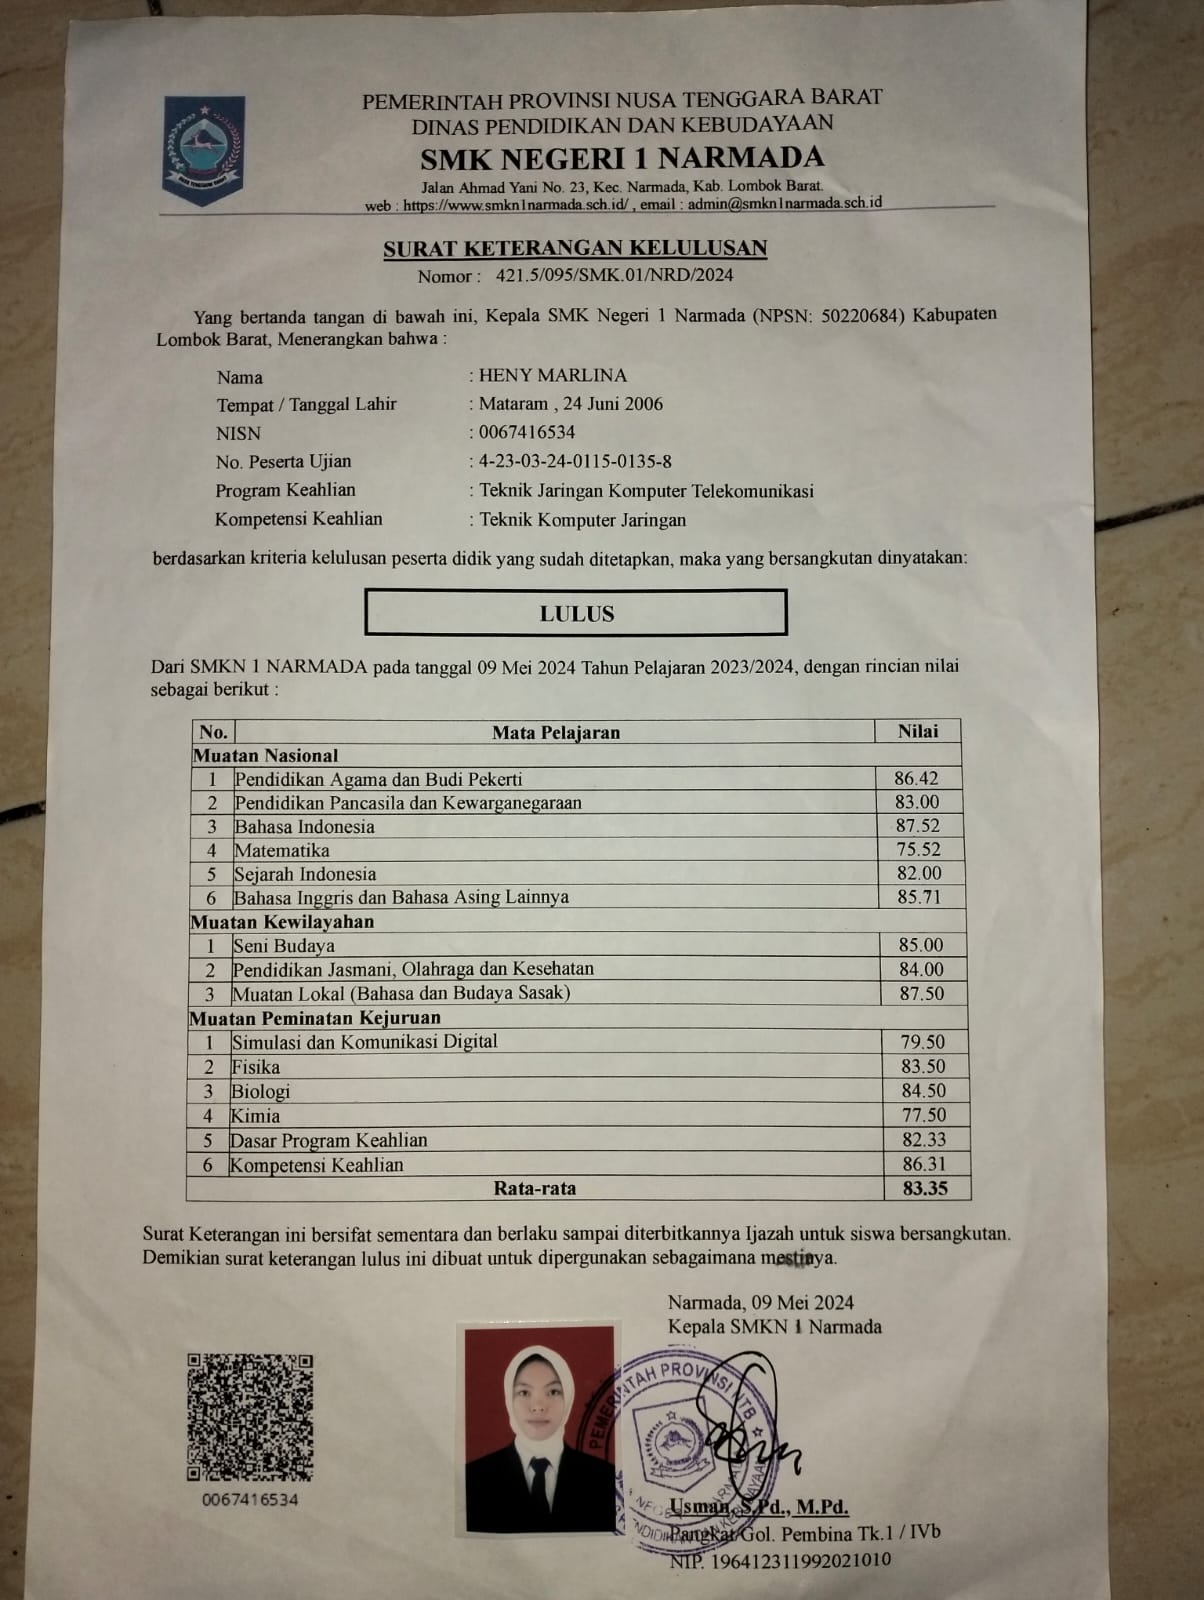 PEMERINTAH PROVINSI NUSA TENGGARA BARAT
DINAS PENDIDIKAN DAN KEBUDAYAAN
SMK NEGERI 1 NARMADA
Jalan Ahmad Yani No. 23, Kec. Narmada, Kab. Lombok Barat.
web : https://www.smkn1narmada.sch.id/ , email : admin@smkn1narmada.sch.id
SURAT KETERANGAN KELULUSAN
Nomor : 421.5/095/SMK.01/NRD/2024
Yang bertanda tangan di bawah ini, Kepala SMK Negeri 1 Narmada (NPSN: 50220684) Kabupaten
Lombok Barat, Menerangkan bahwa :
Nama : HENY MARLINA
Tempat / Tanggal Lahir : Mataram , 24 Juni 2006
NISN : 0067416534
No. Peserta Ujian : 4-23-03-24-0115-0135-8
Program Keahlian : Teknik Jaringan Komputer Telekomunikasi
Kompetensi Keahlian : Teknik Komputer Jaringan
berdasarkan kriteria kelulusan peserta didik yang sudah ditetapkan, maka yang bersangkutan dinyatakan:
LULUS
Dari SMKN 1 NARMADA pada tanggal 09 Mei 2024 Tahun Pelajaran 2023/2024, dengan rincian nilai
sebagai berikut :
No. Mata Pelajaran Nilai
Muatan Nasional
1 Pendidikan Agama dan Budi Pekerti 86.42
2 Pendidikan Pancasila dan Kewarganegaraan 83.00
3 Bahasa Indonesia 87.52
4 Matematika 75.52
5 Sejarah Indonesia 82.00
6 Bahasa Inggris dan Bahasa Asing Lainnya 85.71
Muatan Kewilayahan
1 Seni Budaya 85.00
2 Pendidikan Jasmani, Olahraga dan Kesehatan 84.00
3 Muatan Lokal (Bahasa dan Budaya Sasak) 87.50
Muatan Peminatan Kejuruan
1 Simulasi dan Komunikasi Digital 79.50
2 Fisika 83.50
3 Biologi 84.50
4 Kimia 77.50
5 Dasar Program Keahlian 82.33
6 Kompetensi Keahlian 86.31
Rata-rata 83.35
Surat Keterangan ini bersifat sementara dan berlaku sampai diterbitkannya Ijazah untuk siswa bersangkutan.
Demikian surat keterangan lulus ini dibuat untuk dipergunakan sebagaimana mestinya.
Narmada, 09 Mei 2024
Kepala SMKN 1 Narmada
PEMERINTAH PROVINSI NTB
Usman, S.Pd., M.Pd.
Pangkat/Gol. Pembina Tk.1 / IVb
NIP. 196412311992021010
0067416534